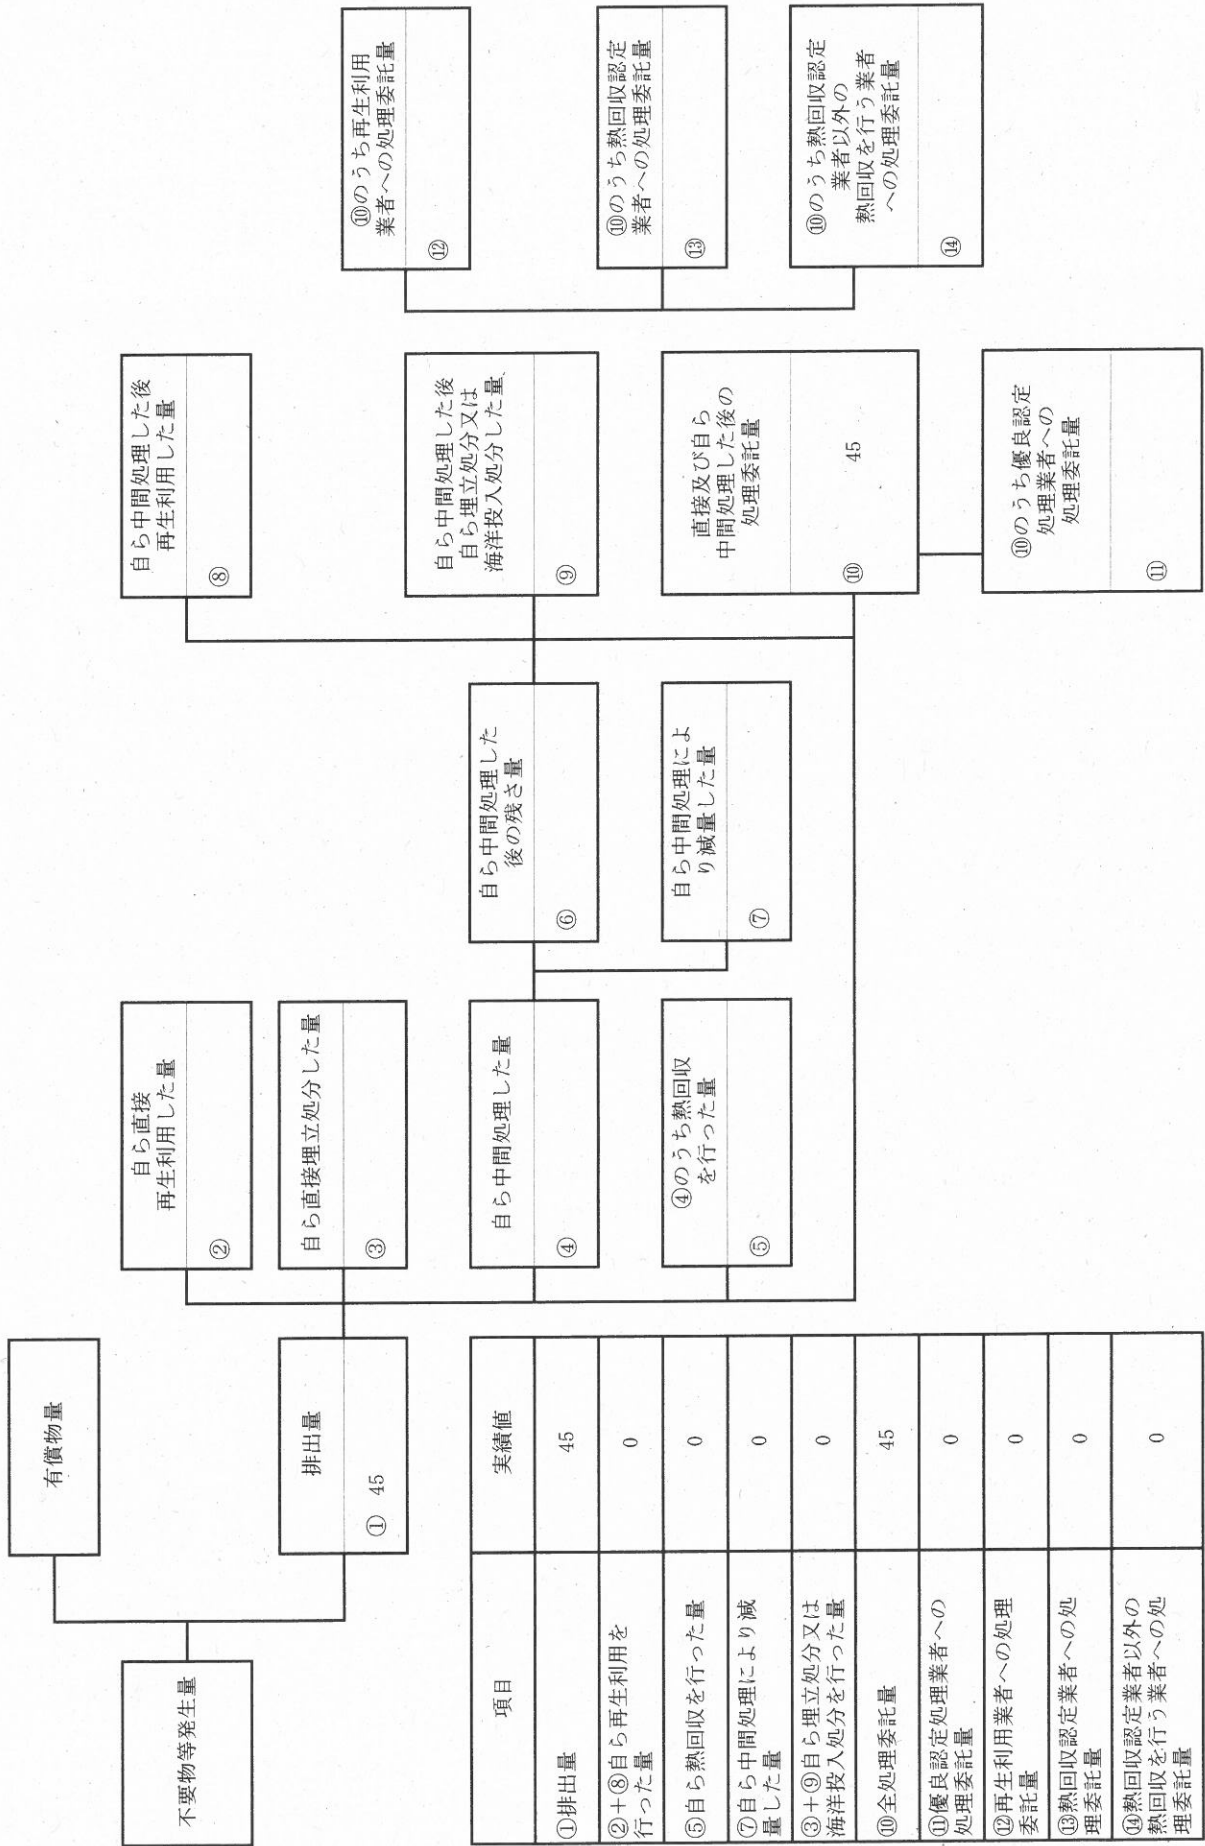 不要物等発生量
有償物量
排出量
① 45
自ら直接
再生利用した量
②
自ら直接埋立処分した量
③
自ら中間処理した量
④
④のうち熱回収
を行った量
⑤
自ら中間処理した
後の残さ量
⑥
自ら中間処理によ
り減量した量
⑦
自ら中間処理した後
再生利用した量
⑧
自ら中間処理した後
自ら埋立処分又は
海洋投入処分した量
⑨
直接及び自ら
中間処理した後の
処理委託量
⑩ 45
⑩のうち優良認定
処理業者への
処理委託量
⑪
⑩のうち再生利用
業者への処理委託量
⑫
⑩のうち熱回収認定
業者への処理委託量
⑬
⑩のうち熱回収認定
業者以外の
熱回収を行う業者
への処理委託量
⑭
項目 実績値
①排出量 45
②+⑧自ら再生利用を
行った量 0
⑤自ら熱回収を行った量 0
⑦自ら中間処理により減
量した量 0
③+⑨自ら埋立処分又は
海洋投入処分を行った量 0
⑩全処理委託量 45
⑪優良認定処理業者への
処理委託量 0
⑫再生利用業者への処理
委託量 0
⑬熱回収認定業者への処
理委託量 0
⑭熱回収認定業者以外の
熱回収を行う業者への処
理委託量 0